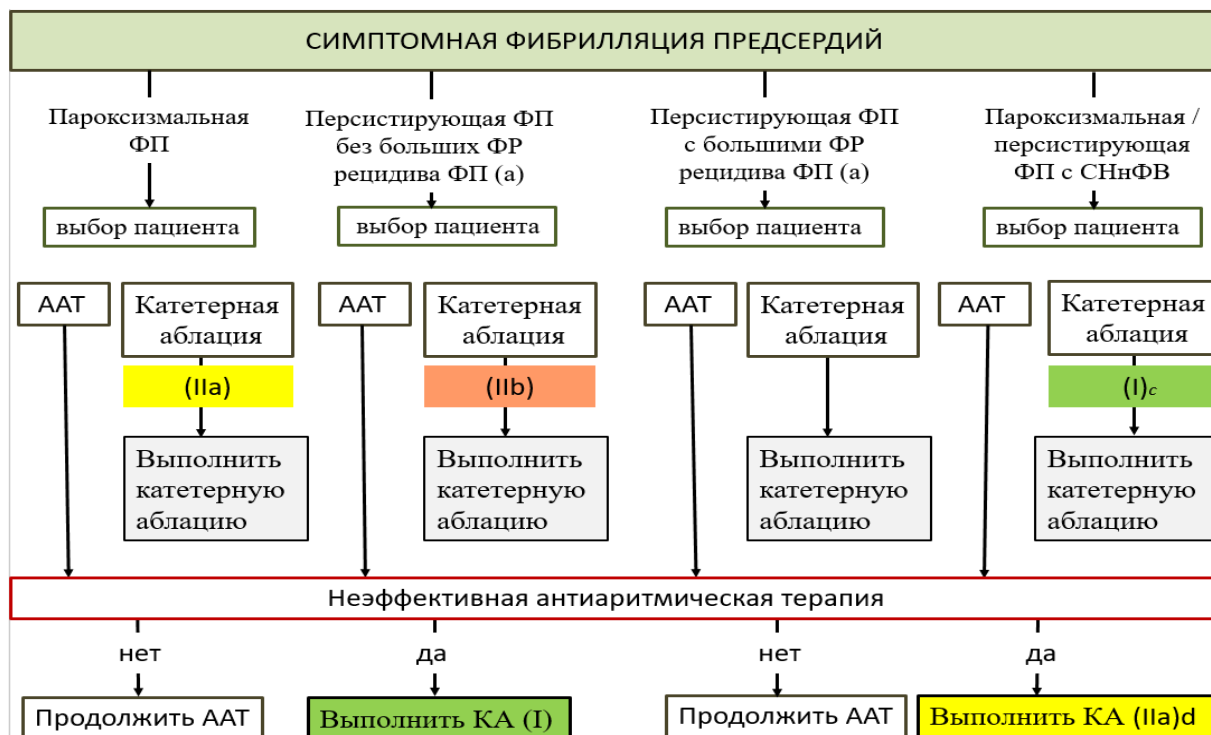 СИМПТОМНАЯ ФИБРИЛЛЯЦИЯ ПРЕДСЕРДИЙ
Пароксизмальная
ФП
Персистирующая ФП
без больших ФР
рецидива ФП (а)
Персистирующая ФП
с большими ФР
рецидива ФП (а)
Пароксизмальная /
персистирующая
ФП с СНнФВ
выбор пациента
выбор пациента
выбор пациента
выбор пациента
ААТ
Катетерная
аблация
ААТ
Катетерная
аблация
ААТ
Катетерная
аблация
ААТ
Катетерная
аблация
(IIa)
(IIb)
(I)c
Выполнить
катетерную
аблацию
Выполнить
катетерную
аблацию
Выполнить
катетерную
аблацию
Выполнить
катетерную
аблацию
Неэффективная антиаритмическая терапия
нет
да
нет
да
Продолжить ААТ
Выполнить КА (I)
Продолжить ААТ
Выполнить КА (IIa)d